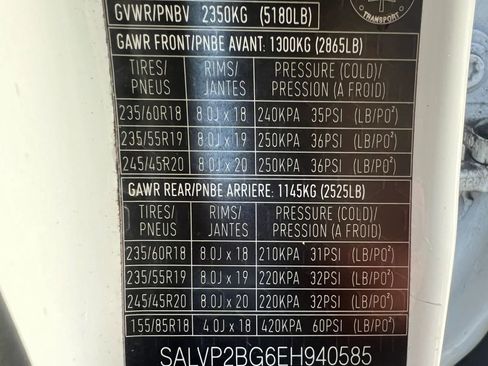 TRANSPORT
GVWR/PNBV 2350KG (5180LB)
GAWR FRONT/PNBE AVANT: 1300KG (2865LB)
TIRES/ RIMS/ PRESSURE (COLD)/
PNEUS JANTES PRESSION (A FROID)
235/60R18 8.0J x 18 240KPA 35PSI (LB/PO²)
235/55R19 8.0J x 19 250KPA 36PSI (LB/PO²)
245/45R20 8.0J x 20 250KPA 36PSI (LB/PO²)
GAWR REAR/PNBE ARRIERE: 1145KG (2525LB)
TIRES/ RIMS/ PRESSURE (COLD)/
PNEUS JANTES PRESSION (A FROID)
235/60R18 8.0J x 18 210KPA 31PSI (LB/PO²)
235/55R19 8.0J x 19 220KPA 32PSI (LB/PO²)
245/45R20 8.0J x 20 220KPA 32PSI (LB/PO²)
155/85R18 4.0J x 18 420KPA 60PSI (LB/PO²)
SALVP2BG6EH940585